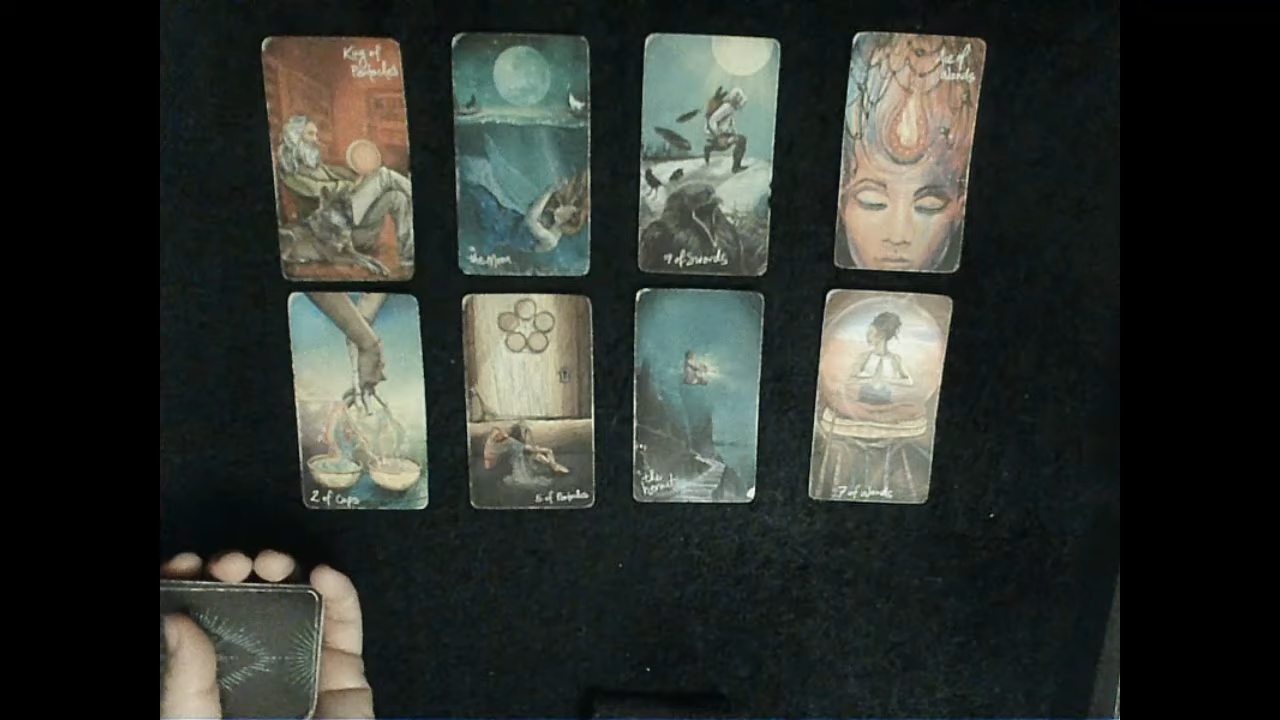 King of
Pentacles
the Moon
9 of Swords
Ace of
Wands
2 of Cups
5 of Pentacles
the
hermit
7 of Wands